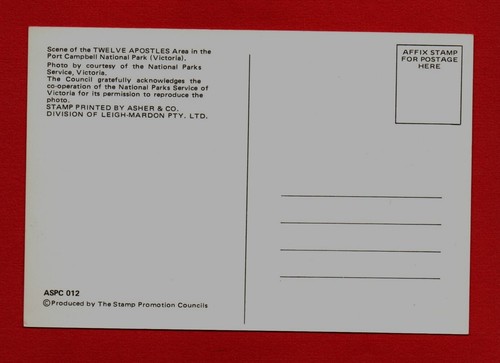 Scene of the TWELVE APOSTLES Area in the
Port Campbell National Park (Victoria).
Photo by courtesy of the National Parks
Service, Victoria.
The Council gratefully acknowledges the
co-operation of the National Parks Service of
Victoria for its permission to reproduce the
photo.
STAMP PRINTED BY ASHER & CO.
DIVISION OF LEIGH-MARDON PTY. LTD.
AFFIX STAMP
FOR POSTAGE
HERE
ASPC 012
©Produced by The Stamp Promotion Councils